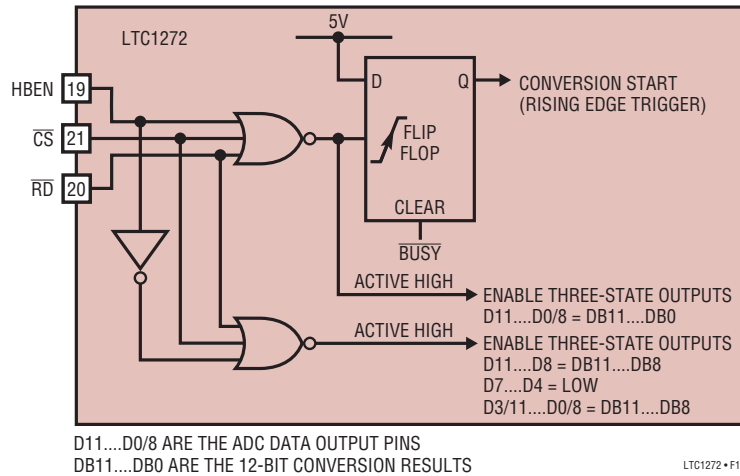 5V
LTC1272
HBEN 19
CS 21
RD 20
D Q
CONVERSION START
(RISING EDGE TRIGGER)
FLIP
FLOP
CLEAR
BUSY
ACTIVE HIGH
ENABLE THREE-STATE OUTPUTS
D11....D0/8 = DB11....DB0
ACTIVE HIGH
ENABLE THREE-STATE OUTPUTS
D11....D8 = DB11....DB8
D7....D4 = LOW
D3/11....D0/8 = DB11....DB8
D11....D0/8 ARE THE ADC DATA OUTPUT PINS
DB11....DB0 ARE THE 12-BIT CONVERSION RESULTS
LTC1272 • F1